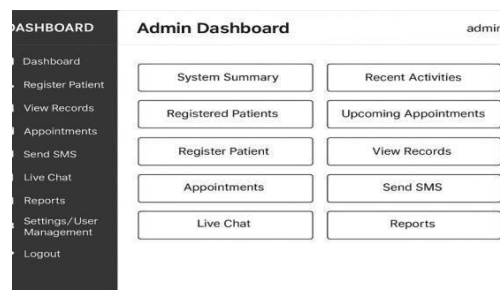 DASHBOARD
Dashboard
Register Patient
View Records
Appointments
Send SMS
Live Chat
Reports
Settings/User
Management
Logout
Admin Dashboard
admin
System Summary
Recent Activities
Registered Patients
Upcoming Appointments
Register Patient
View Records
Appointments
Send SMS
Live Chat
Reports